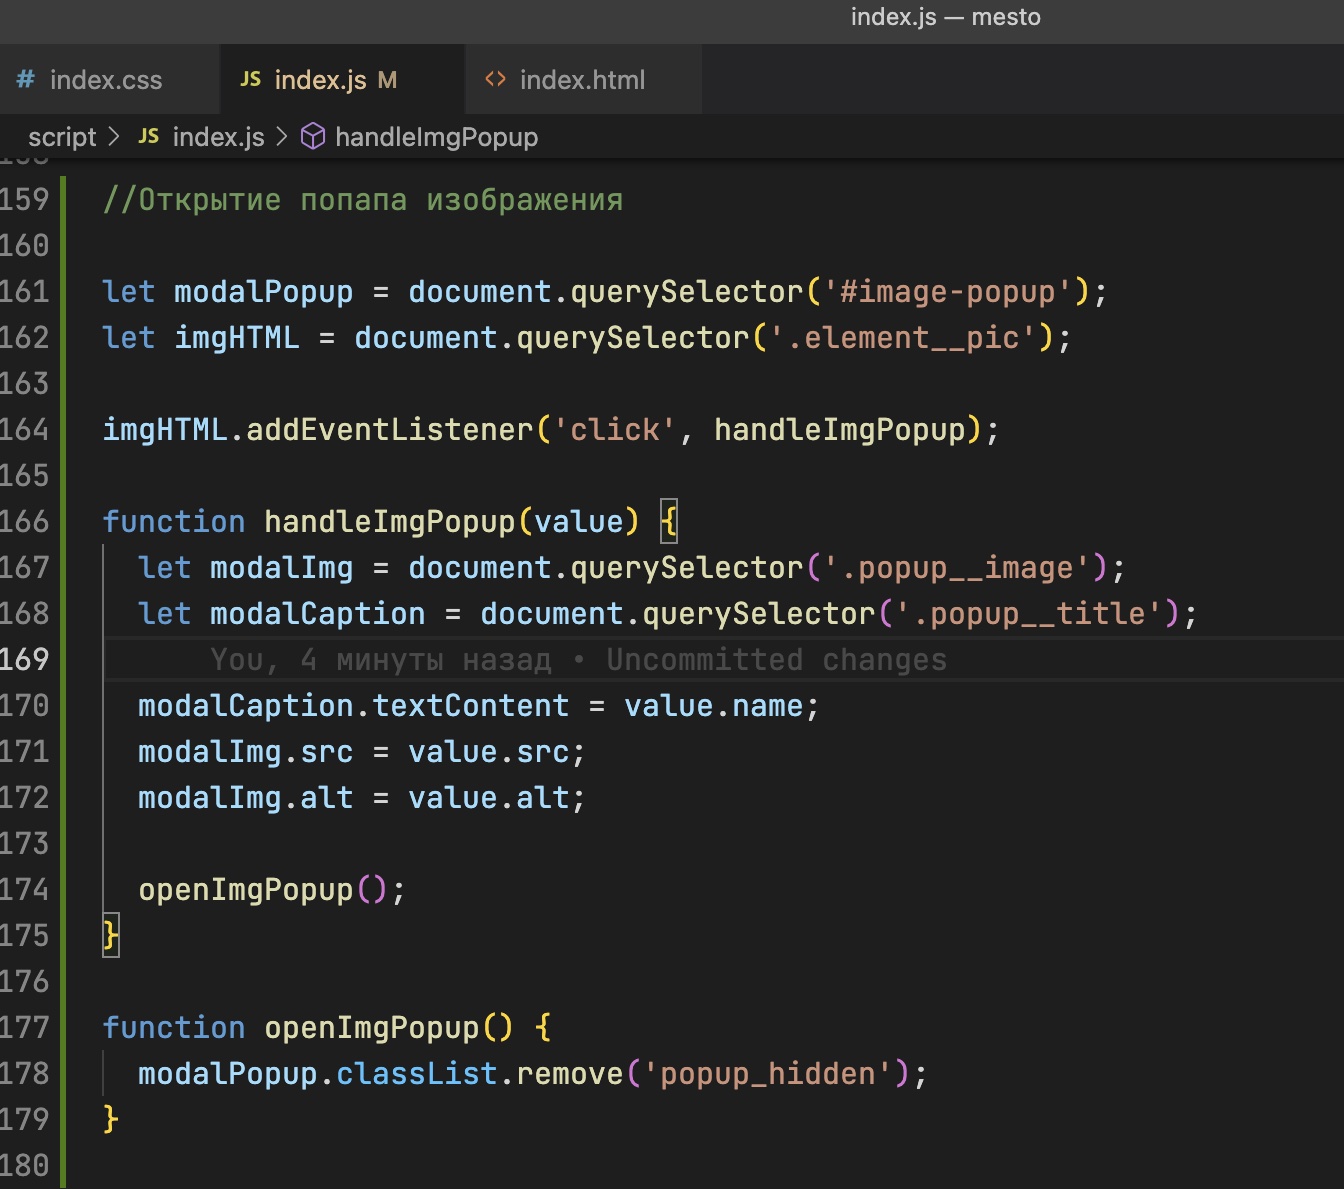 index.js — mesto
# index.css JS index.js M <> index.html
script > JS index.js > handleImgPopup
159 //Открытие попапа изображения
160
161 let modalPopup = document.querySelector('#image-popup');
162 let imgHTML = document.querySelector('.element__pic');
163
164 imgHTML.addEventListener('click', handleImgPopup);
165
166 function handleImgPopup(value) {
167 let modalImg = document.querySelector('.popup__image');
168 let modalCaption = document.querySelector('.popup__title');
169 You, 4 минуты назад • Uncommitted changes
170 modalCaption.textContent = value.name;
171 modalImg.src = value.src;
172 modalImg.alt = value.alt;
173
174 openImgPopup();
175 }
176
177 function openImgPopup() {
178 modalPopup.classList.remove('popup_hidden');
179 }
180